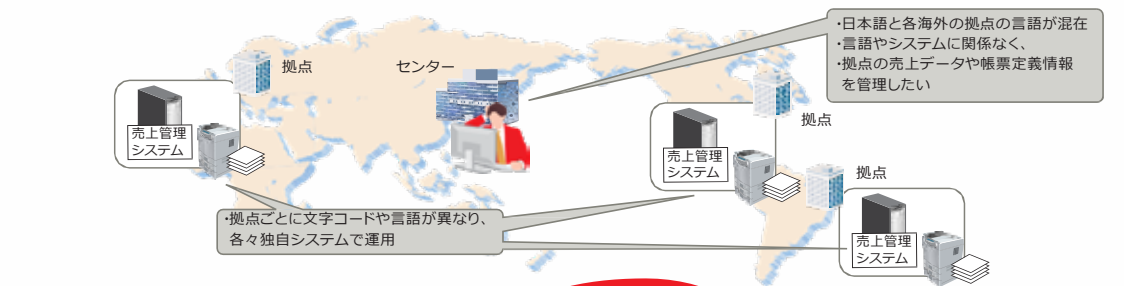 ・日本語と各海外の拠点の言語が混在
・言語やシステムに関係なく、
・拠点の売上データや帳票定義情報
を管理したい
拠点
センター
売上管理
システム
拠点
売上管理
システム
拠点
・拠点ごとに文字コードや言語が異なり、
各々独自システムで運用
売上管理
システム